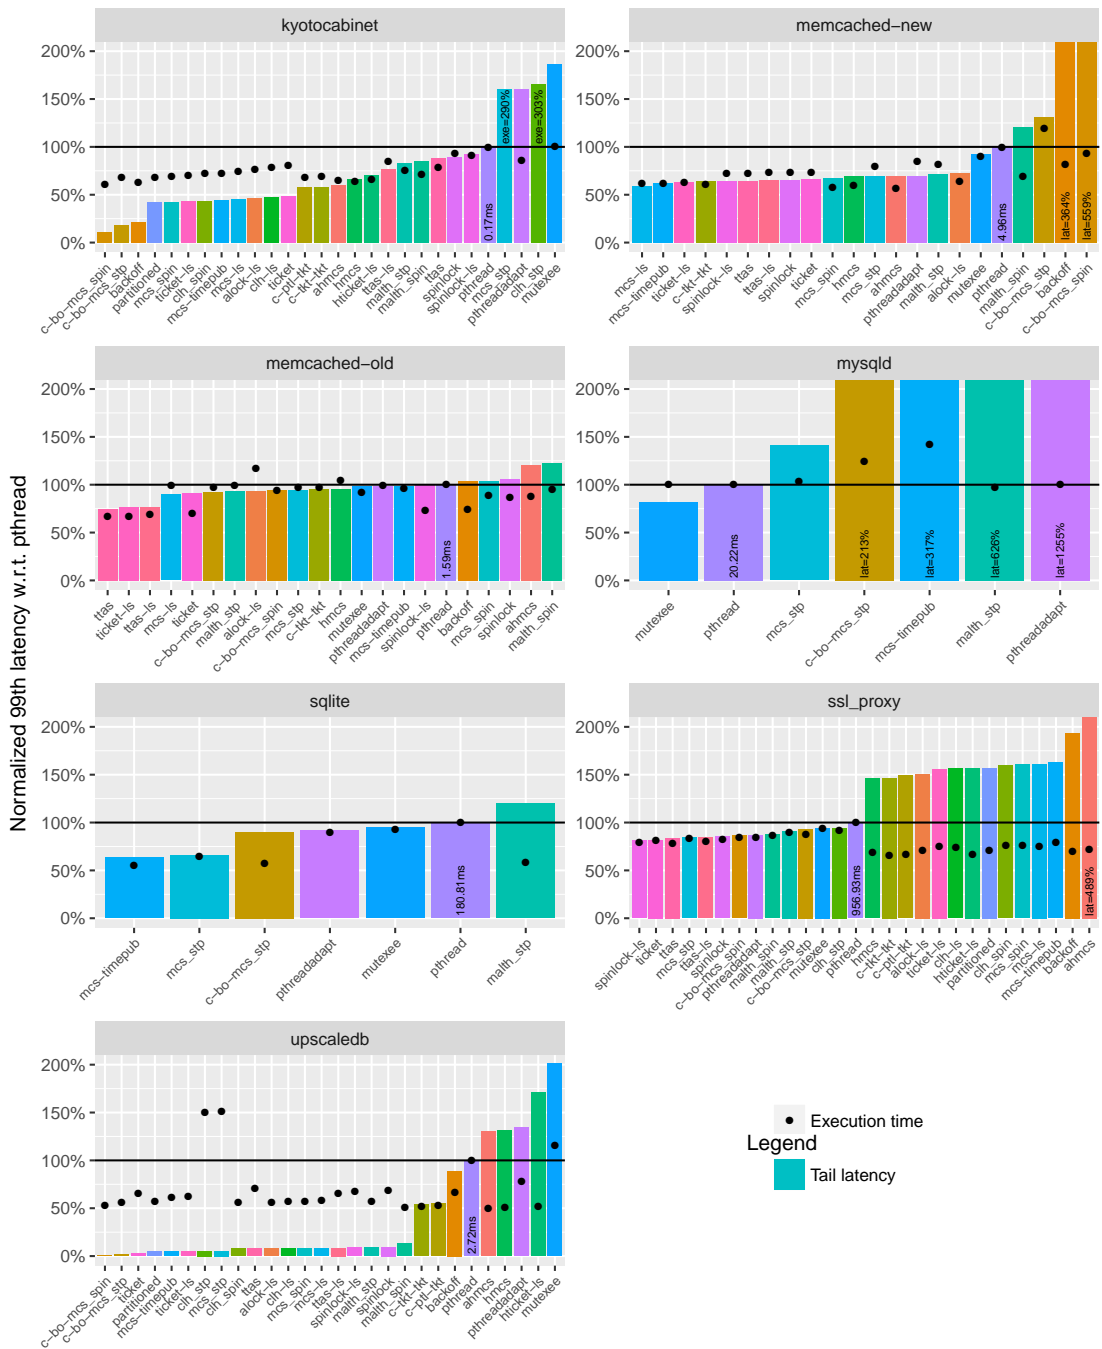 Normalized 99th latency w.r.t. pthread
kyotocabinet
200%
150%
100%
50%
0%
0.17ms
exe=290%
exe=303%
c-bo-mcs_spin
c-bo-mcs_stp
backoff
partitioned
mcs_spin
ticket-ls
clh_spin
mcs-timepub
mcs-ls
alock-ls
clh-ls
ticket
c-ptl-tkt
c-tkt-tkt
ahmcs
hmcs
hticket-ls
ttas-ls
malth_stp
malth_spin
ttas
spinlock
spinlock-ls
pthread
mcs_stp
pthreadadapt
clh_stp
mutexee
memcached-new
200%
150%
100%
50%
0%
4.96ms
lat=364%
lat=559%
mcs-ls
mcs-timepub
ticket-ls
c-tkt-tkt
spinlock-ls
ttas
ttas-ls
spinlock
ticket
mcs_spin
hmcs
mcs_stp
ahmcs
pthreadadapt
malth_stp
alock-ls
mutexee
pthread
malth_spin
c-bo-mcs_stp
backoff
c-bo-mcs_spin
memcached-old
200%
150%
100%
50%
0%
1.59ms
ttas
ticket-ls
ttas-ls
mcs-ls
ticket
c-bo-mcs_stp
malth_stp
alock-ls
c-bo-mcs_spin
mcs_stp
c-tkt-tkt
hmcs
mutexee
pthreadadapt
mcs-timepub
spinlock-ls
pthread
backoff
mcs_spin
spinlock
ahmcs
malth_spin
mysqld
200%
150%
100%
50%
0%
20.22ms
lat=213%
lat=317%
lat=626%
lat=1255%
mutexee
pthread
mcs_stp
c-bo-mcs_stp
mcs-timepub
malth_stp
pthreadadapt
sqlite
200%
150%
100%
50%
0%
180.81ms
mcs-timepub
mcs_stp
c-bo-mcs_stp
pthreadadapt
mutexee
pthread
malth_stp
ssl_proxy
200%
150%
100%
50%
0%
956.93ms
lat=489%
spinlock-ls
ticket
ttas
mcs_stp
ttas-ls
spinlock
c-bo-mcs_spin
pthreadadapt
malth_spin
malth_stp
c-bo-mcs_stp
mutexee
clh_stp
pthread
hmcs
c-tkt-tkt
c-ptl-tkt
alock-ls
ticket-ls
clh-ls
hticket-ls
partitioned
clh_spin
mcs_spin
mcs-ls
mcs-timepub
backoff
ahmcs
upscaledb
200%
150%
100%
50%
0%
2.72ms
c-bo-mcs_spin
c-bo-mcs_stp
ticket
partitioned
mcs-timepub
ticket-ls
clh_stp
mcs_stp
clh_spin
ttas
alock-ls
clh-ls
mcs_spin
mcs-ls
ttas-ls
spinlock-ls
malth_stp
spinlock
malth_spin
c-tkt-tkt
c-ptl-tkt
backoff
pthread
ahmcs
hmcs
pthreadadapt
hticket-ls
mutexee
Execution time
Legend
Tail latency